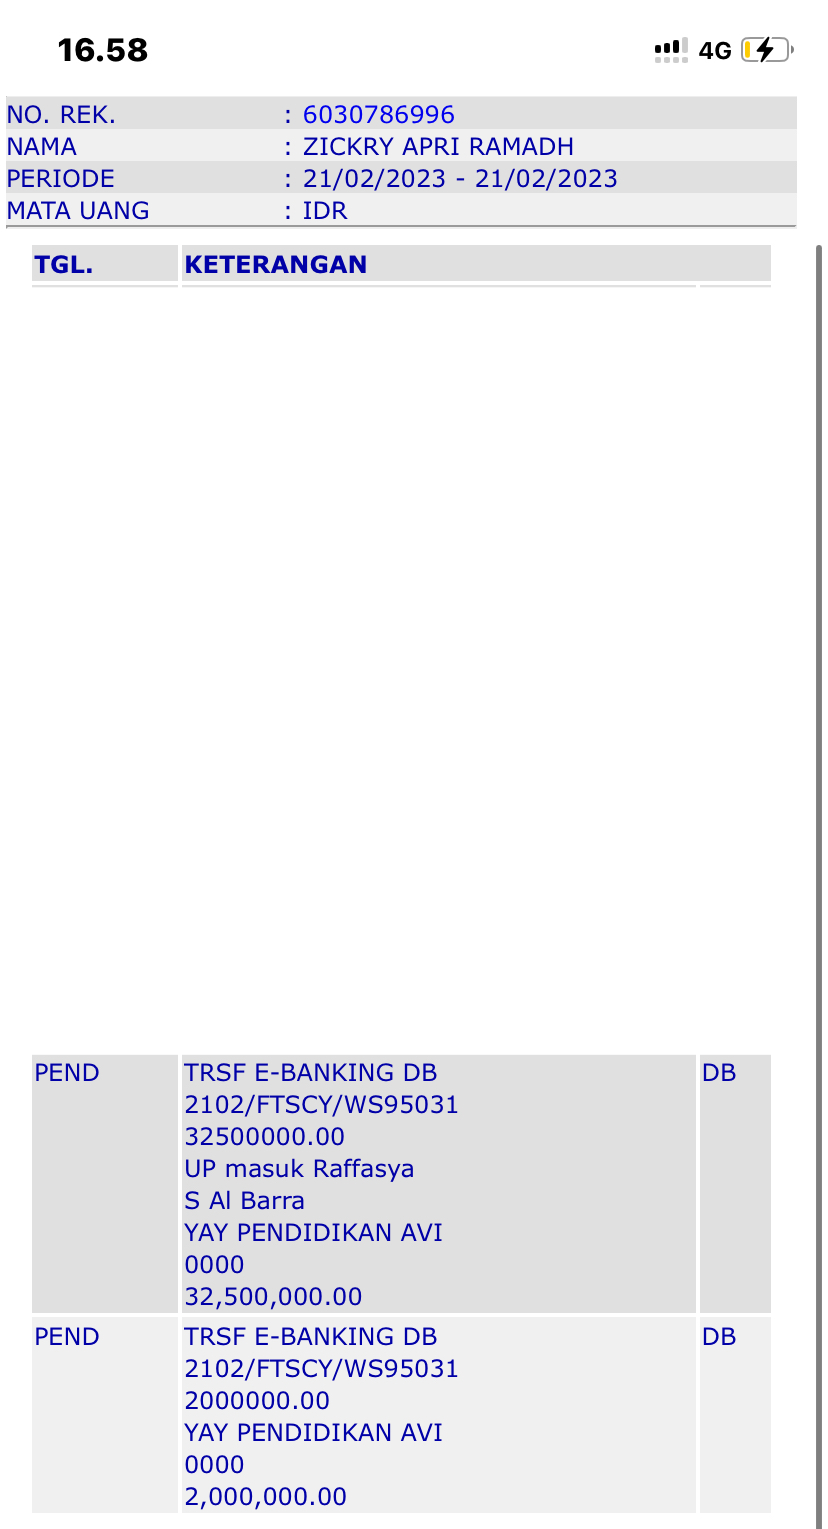 16.58
4G
NO. REK. : 6030786996
NAMA : ZICKRY APRI RAMADH
PERIODE : 21/02/2023 - 21/02/2023
MATA UANG : IDR
TGL. KETERANGAN
PEND TRSF E-BANKING DB DB
2102/FTSCY/WS95031
32500000.00
UP masuk Raffasya
S Al Barra
YAY PENDIDIKAN AVI
0000
32,500,000.00
PEND TRSF E-BANKING DB DB
2102/FTSCY/WS95031
2000000.00
YAY PENDIDIKAN AVI
0000
2,000,000.00